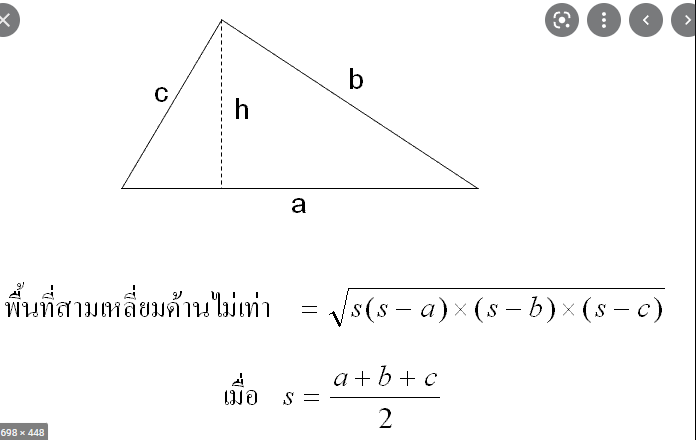 c
b
h
a
พื้นที่สามเหลี่ยมด้านไม่เท่า = √s(s − a)×(s − b)×(s − c)
เมื่อ s = a + b + c
2
698 × 448